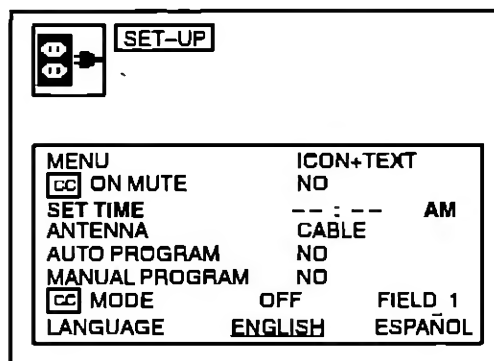 SET-UP
MENU ICON+TEXT
CC ON MUTE NO
SET TIME -- : -- AM
ANTENNA CABLE
AUTO PROGRAM NO
MANUAL PROGRAM NO
CC MODE OFF FIELD 1
LANGUAGE ENGLISH ESPAÑOL